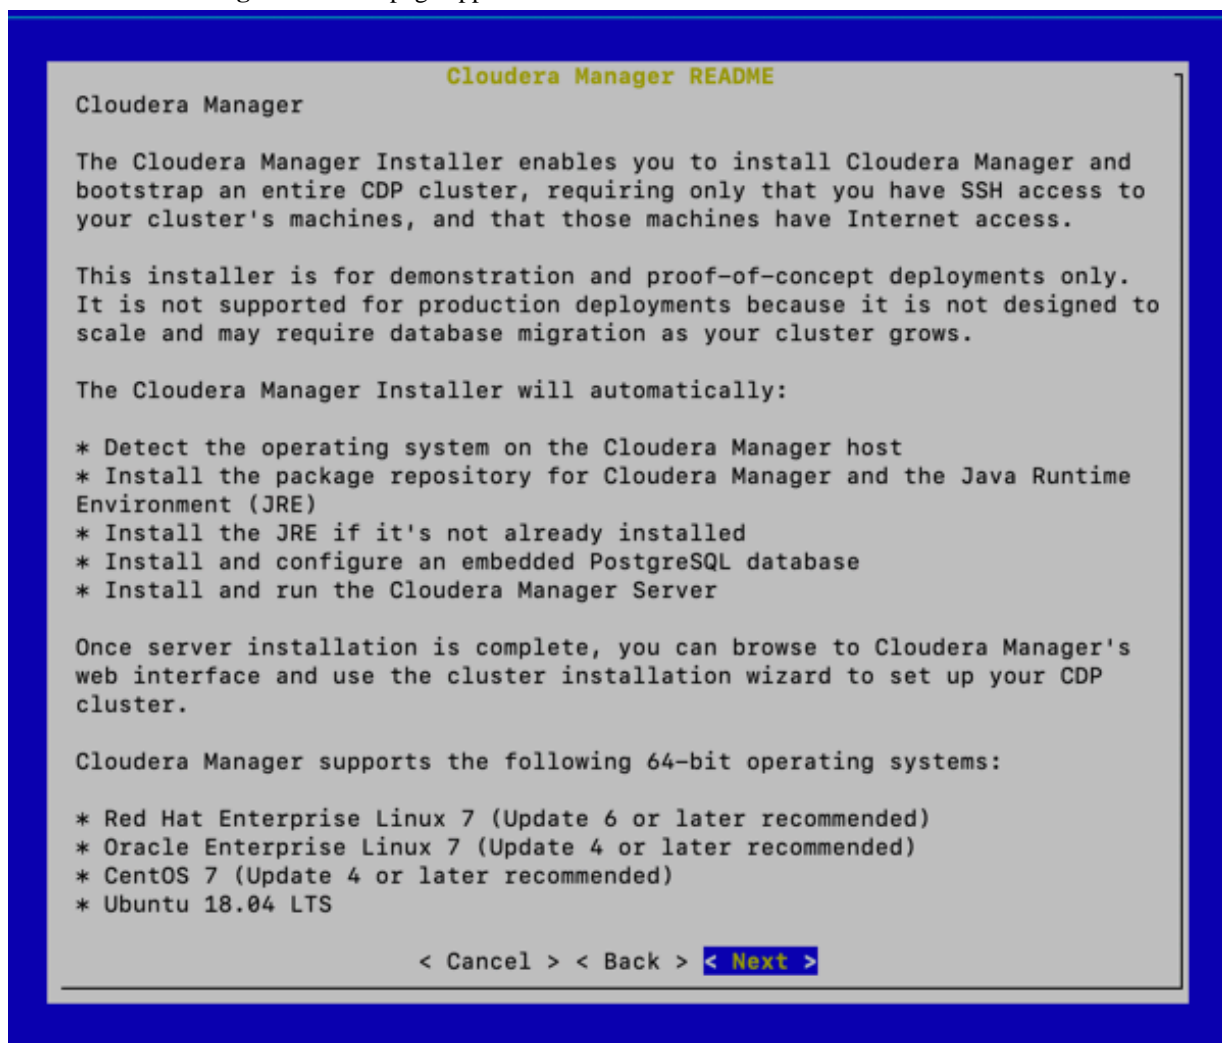 Cloudera Manager README
Cloudera Manager
The Cloudera Manager Installer enables you to install Cloudera Manager and
bootstrap an entire CDP cluster, requiring only that you have SSH access to
your cluster's machines, and that those machines have Internet access.
This installer is for demonstration and proof-of-concept deployments only.
It is not supported for production deployments because it is not designed to
scale and may require database migration as your cluster grows.
The Cloudera Manager Installer will automatically:
* Detect the operating system on the Cloudera Manager host
* Install the package repository for Cloudera Manager and the Java Runtime
Environment (JRE)
* Install the JRE if it's not already installed
* Install and configure an embedded PostgreSQL database
* Install and run the Cloudera Manager Server
Once server installation is complete, you can browse to Cloudera Manager's
web interface and use the cluster installation wizard to set up your CDP
cluster.
Cloudera Manager supports the following 64-bit operating systems:
* Red Hat Enterprise Linux 7 (Update 6 or later recommended)
* Oracle Enterprise Linux 7 (Update 4 or later recommended)
* CentOS 7 (Update 4 or later recommended)
* Ubuntu 18.04 LTS
< Cancel > < Back > < Next >